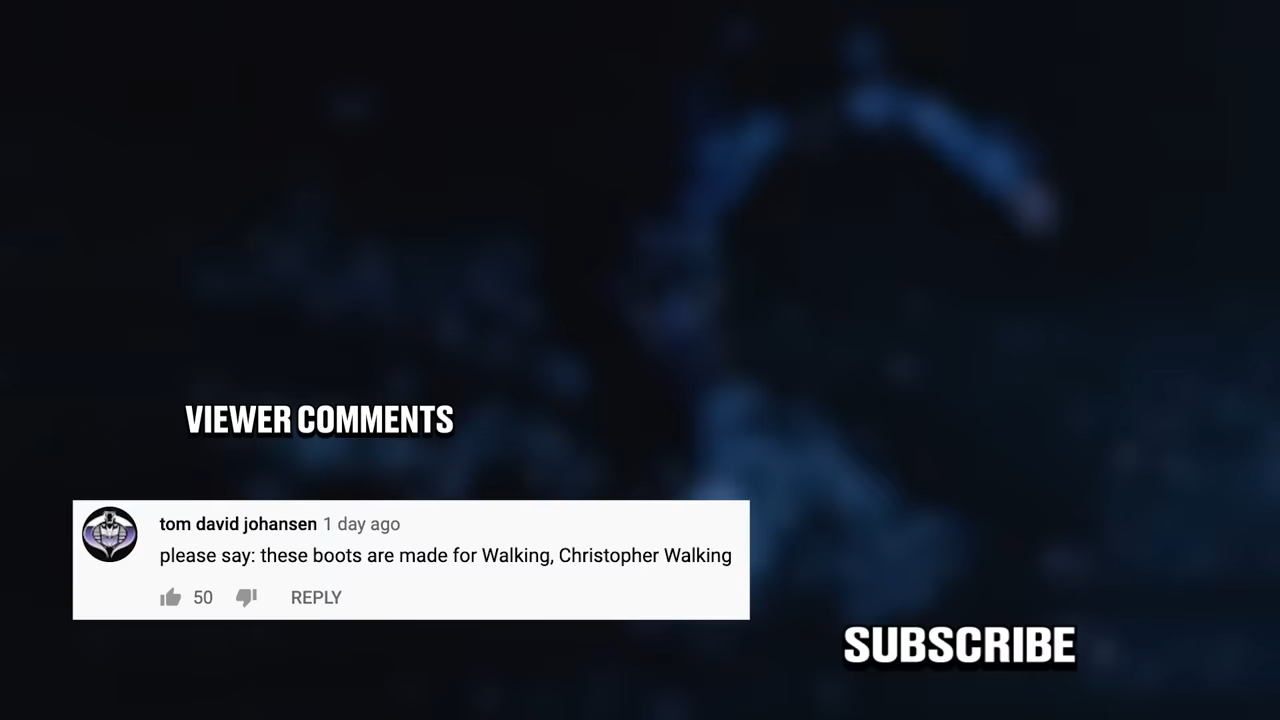 VIEWER COMMENTS
tom david johansen 1 day ago
please say: these boots are made for Walking, Christopher Walking
50 REPLY
SUBSCRIBE